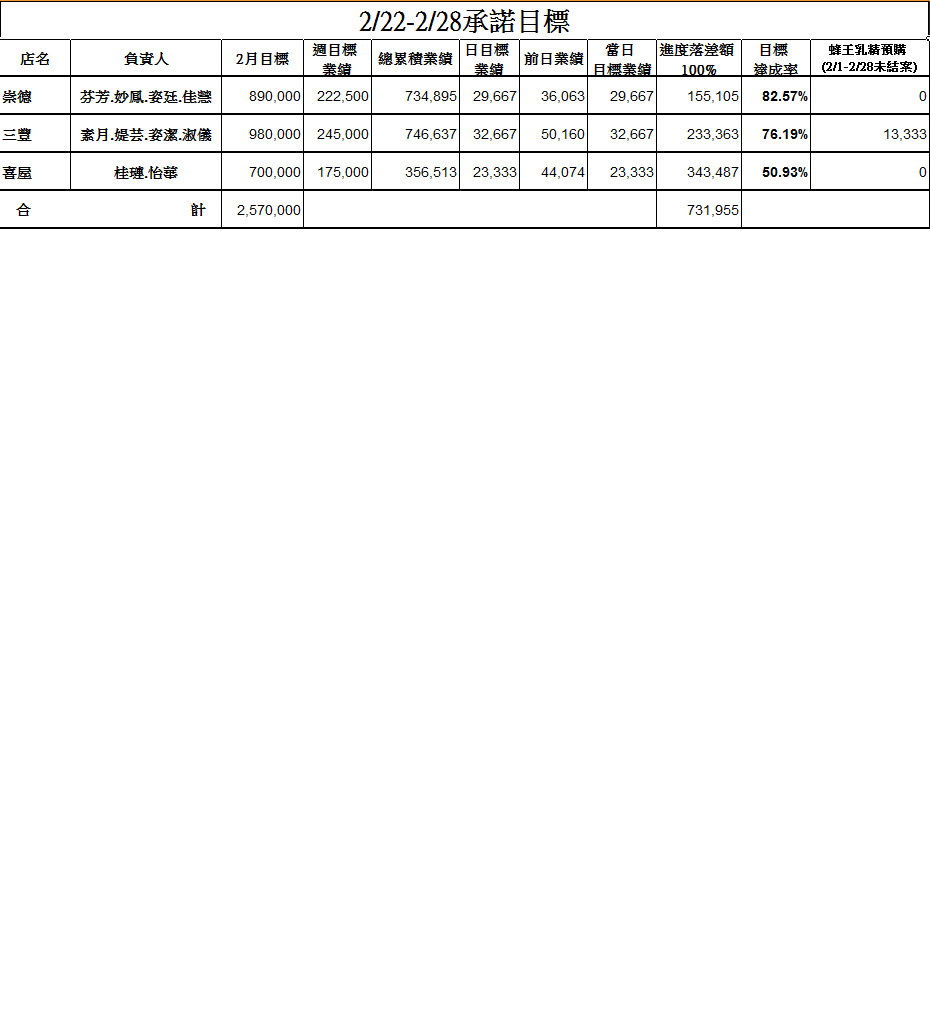 2/22-2/28承諾目標
店名 負責人 2月目標 週目標業績 總累積業績 日目標業績 前日業績 當日目標業績 進度落差額100% 目標達成率 蜂王乳精預購(2/1-2/28未結案)
崇德 芬芳.妙鳳.姿廷.佳慧 890,000 222,500 734,895 29,667 36,063 29,667 155,105 82.57% 0
三豐 素月.媞芸.姿潔.淑儀 980,000 245,000 746,637 32,667 50,160 32,667 233,363 76.19% 13,333
喜屋 桂璉.怡華 700,000 175,000 356,513 23,333 44,074 23,333 343,487 50.93% 0
合 計 2,570,000 731,955